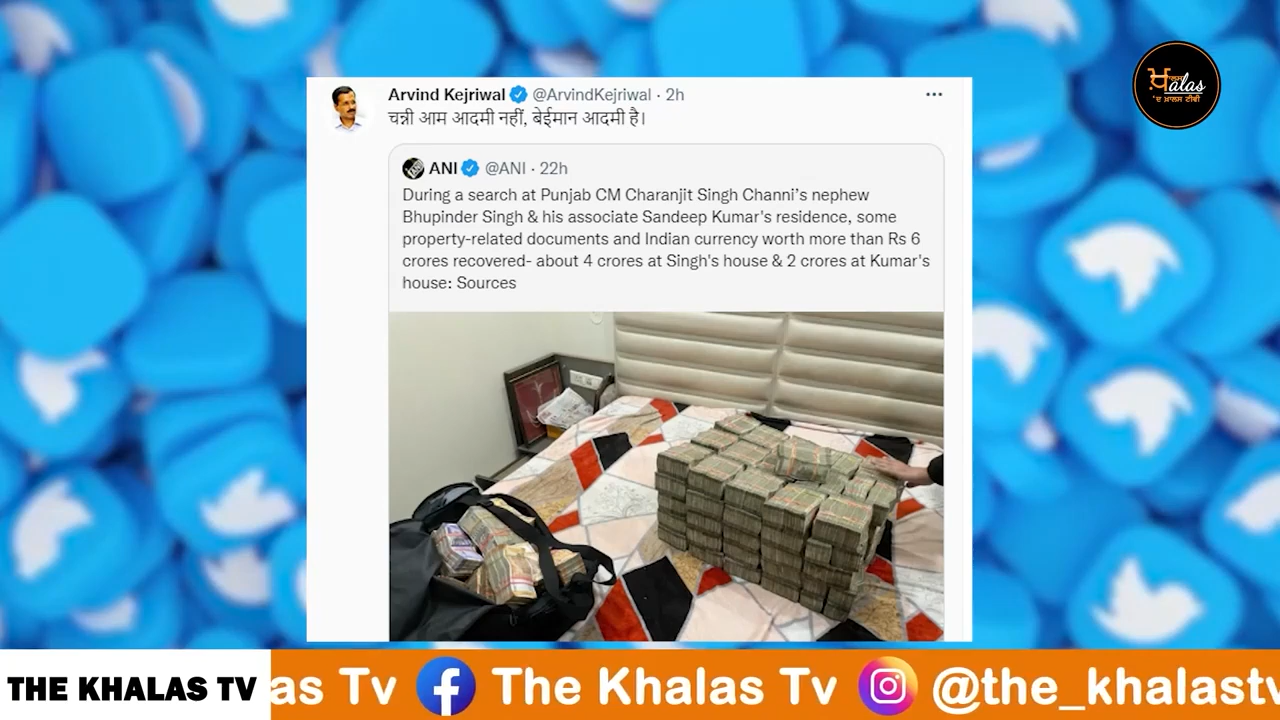 Arvind Kejriwal @ArvindKejriwal · 2h
चन्नी आम आदमी नहीं, बेईमान आदमी है।
ANI @ANI · 22h
During a search at Punjab CM Charanjit Singh Channi’s nephew
Bhupinder Singh & his associate Sandeep Kumar's residence, some
property-related documents and Indian currency worth more than Rs 6
crores recovered- about 4 crores at Singh's house & 2 crores at Kumar's
house: Sources
ਖ਼alas
'ਦ ਖ਼ਾਲਸ ਟੀਵੀ
THE KHALAS TV
as Tv The Khalas Tv @the_khalastv